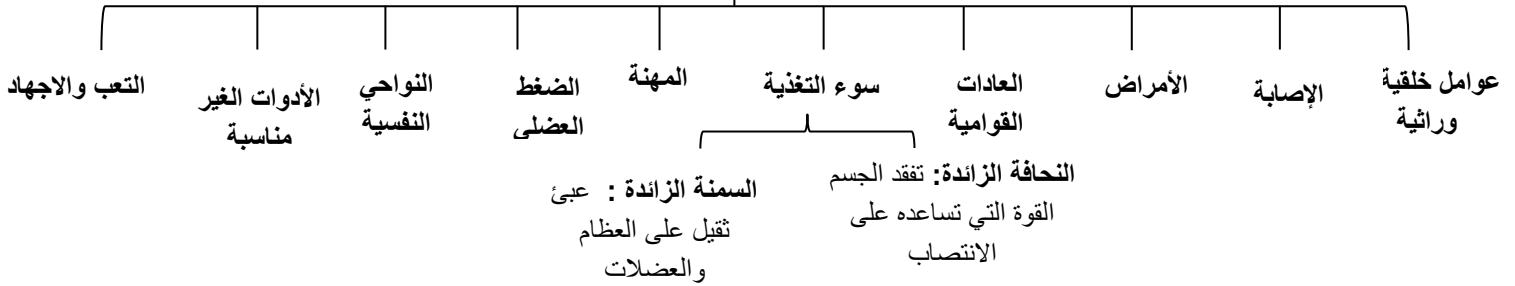 عوامل خلقية
وراثية
الإصابة
الأمراض
العادات
القوامية
سوء التغذية
المهنة
الضغط
العضلى
النواحي
النفسية
الأدوات الغير
مناسبة
التعب والاجهاد
النحافة الزائدة: تفقد الجسم
القوة التي تساعده على
الانتصاب
السمنة الزائدة : عبئ
ثقيل على العظام
والعضلات